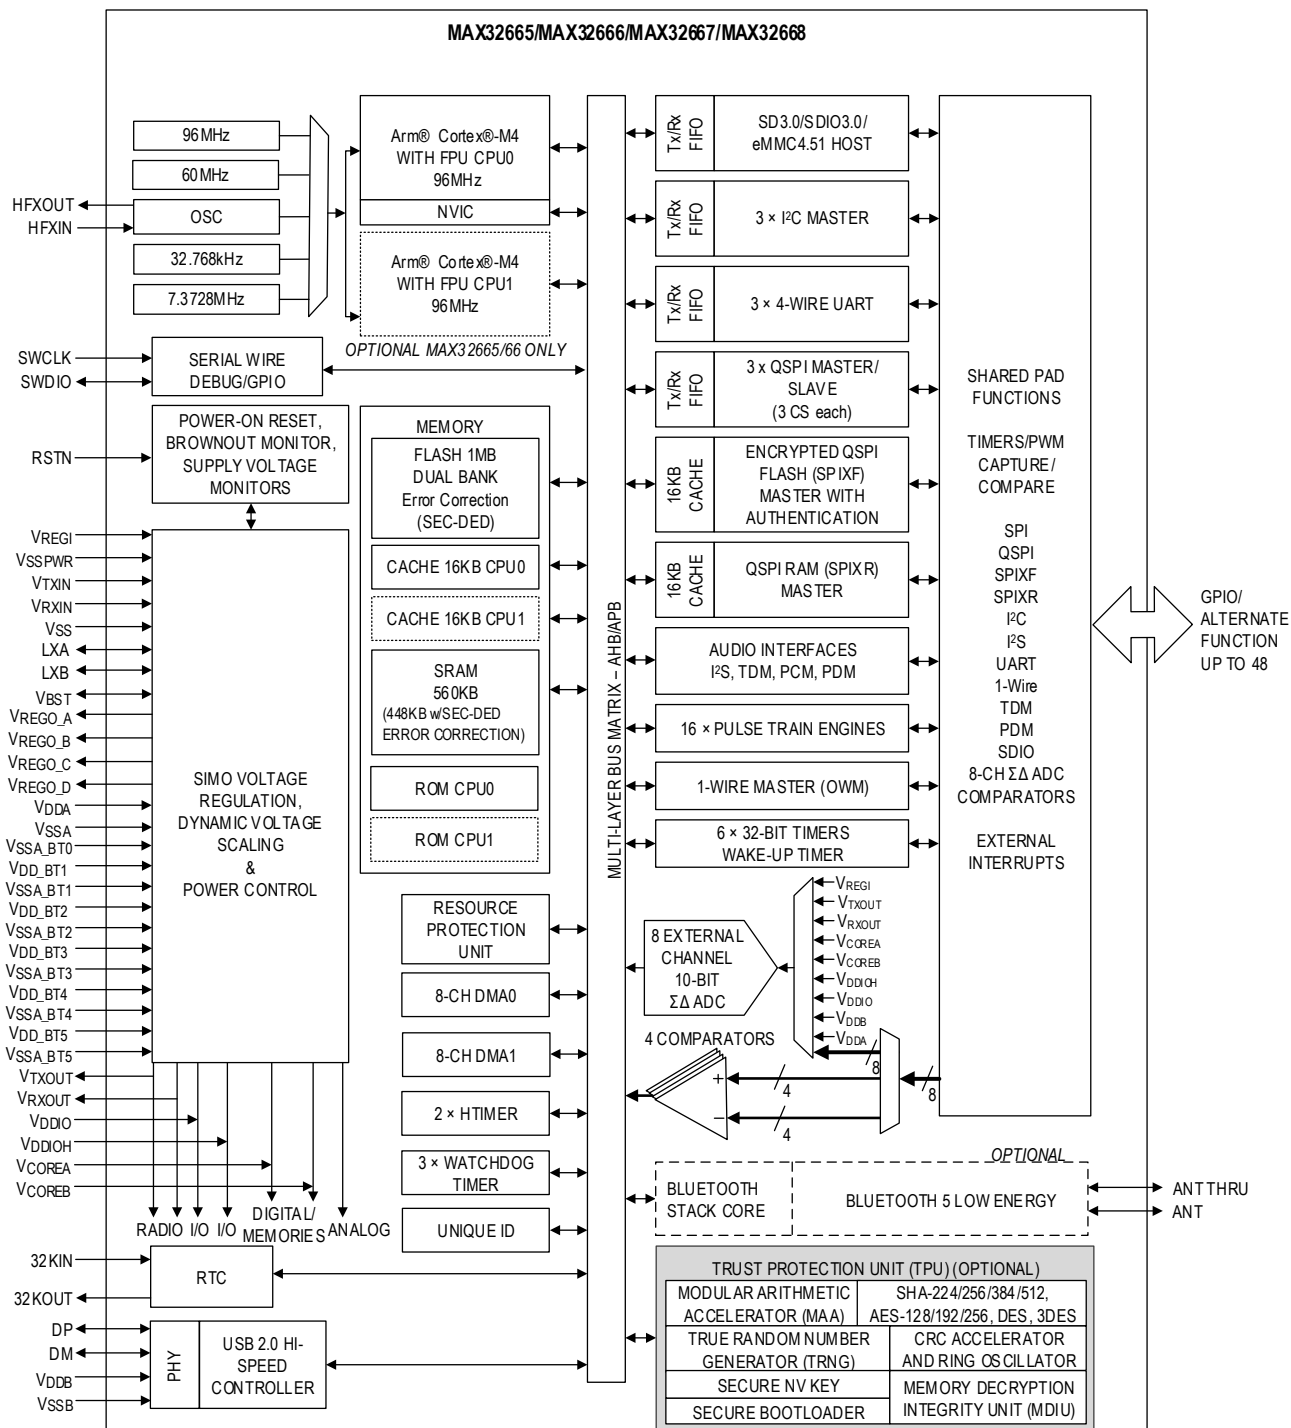 MAX32665/MAX32666/MAX32667/MAX32668
96MHz
60MHz
HFXOUT
HFXIN
OSC
32.768kHz
7.3728MHz
Arm® Cortex®-M4
WITH FPU CPU0
96MHz
NVIC
Arm® Cortex®-M4
WITH FPU CPU1
96MHz
OPTIONAL MAX32665/66 ONLY
SWCLK
SWDIO
SERIAL WIRE
DEBUG/GPIO
RSTN
POWER-ON RESET,
BROWNOUT MONITOR,
SUPPLY VOLTAGE
MONITORS
VREGI
VSSPWR
VTXIN
VRXIN
VSS
LXA
LXB
VBST
VREGO_A
VREGO_B
VREGO_C
VREGO_D
VDDA
VSSA
VSSA_BT0
VDD_BT1
VSSA_BT1
VDD_BT2
VSSA_BT2
VDD_BT3
VSSA_BT3
VDD_BT4
VSSA_BT4
VDD_BT5
VSSA_BT5
VTXOUT
VRXOUT
VDDIO
VDDIOH
VCOREA
VCOREB
SIMO VOLTAGE
REGULATION,
DYNAMIC VOLTAGE
SCALING
&
POWER CONTROL
RADIO I/O I/O DIGITAL/
MEMORIES ANALOG
32KIN
32KOUT
RTC
DP
DM
VDDB
VSSB
PHY
USB 2.0 HI-
SPEED
CONTROLLER
MEMORY
FLASH 1MB
DUAL BANK
Error Correction
(SEC-DED)
CACHE 16KB CPU0
CACHE 16KB CPU1
SRAM
560KB
(448KB w/SEC-DED
ERROR CORRECTION)
ROM CPU0
ROM CPU1
RESOURCE
PROTECTION
UNIT
8-CH DMA0
8-CH DMA1
2 × HTIMER
3 × WATCHDOG
TIMER
UNIQUE ID
MULTI-LAYER BUS MATRIX – AHB/APB
Tx/Rx
FIFO
SD3.0/SDIO3.0/
eMMC4.51 HOST
Tx/Rx
FIFO
3 × I²C MASTER
Tx/Rx
FIFO
3 × 4-WIRE UART
Tx/Rx
FIFO
3 x QSPI MASTER/
SLAVE
(3 CS each)
16KB
CACHE
ENCRYPTED QSPI
FLASH (SPIXF)
MASTER WITH
AUTHENTICATION
16KB
CACHE
QSPI RAM (SPIXR)
MASTER
AUDIO INTERFACES
I²S, TDM, PCM, PDM
16 × PULSE TRAIN ENGINES
1-WIRE MASTER (OWM)
6 × 32-BIT TIMERS
WAKE-UP TIMER
8 EXTERNAL
CHANNEL
10-BIT
ΣΔ ADC
VREGI
VTXOUT
VRXOUT
VCOREA
VCOREB
VDDIOH
VDDIO
VDDB
VDDA
8
4 COMPARATORS
+
4
−
4
8
SHARED PAD
FUNCTIONS
TIMERS/PWM
CAPTURE/
COMPARE
SPI
QSPI
SPIXF
SPIXR
I²C
I²S
UART
1-Wire
TDM
PDM
SDIO
8-CH ΣΔ ADC
COMPARATORS
EXTERNAL
INTERRUPTS
GPIO/
ALTERNATE
FUNCTION
UP TO 48
OPTIONAL
BLUETOOTH
STACK CORE
BLUETOOTH 5 LOW ENERGY
ANT THRU
ANT
TRUST PROTECTION UNIT (TPU) (OPTIONAL)
MODULAR ARITHMETIC
ACCELERATOR (MAA)
SHA-224/256/384/512,
AES-128/192/256, DES, 3DES
TRUE RANDOM NUMBER
GENERATOR (TRNG)
CRC ACCELERATOR
AND RING OSCILLATOR
SECURE NV KEY
SECURE BOOTLOADER
MEMORY DECRYPTION
INTEGRITY UNIT (MDIU)